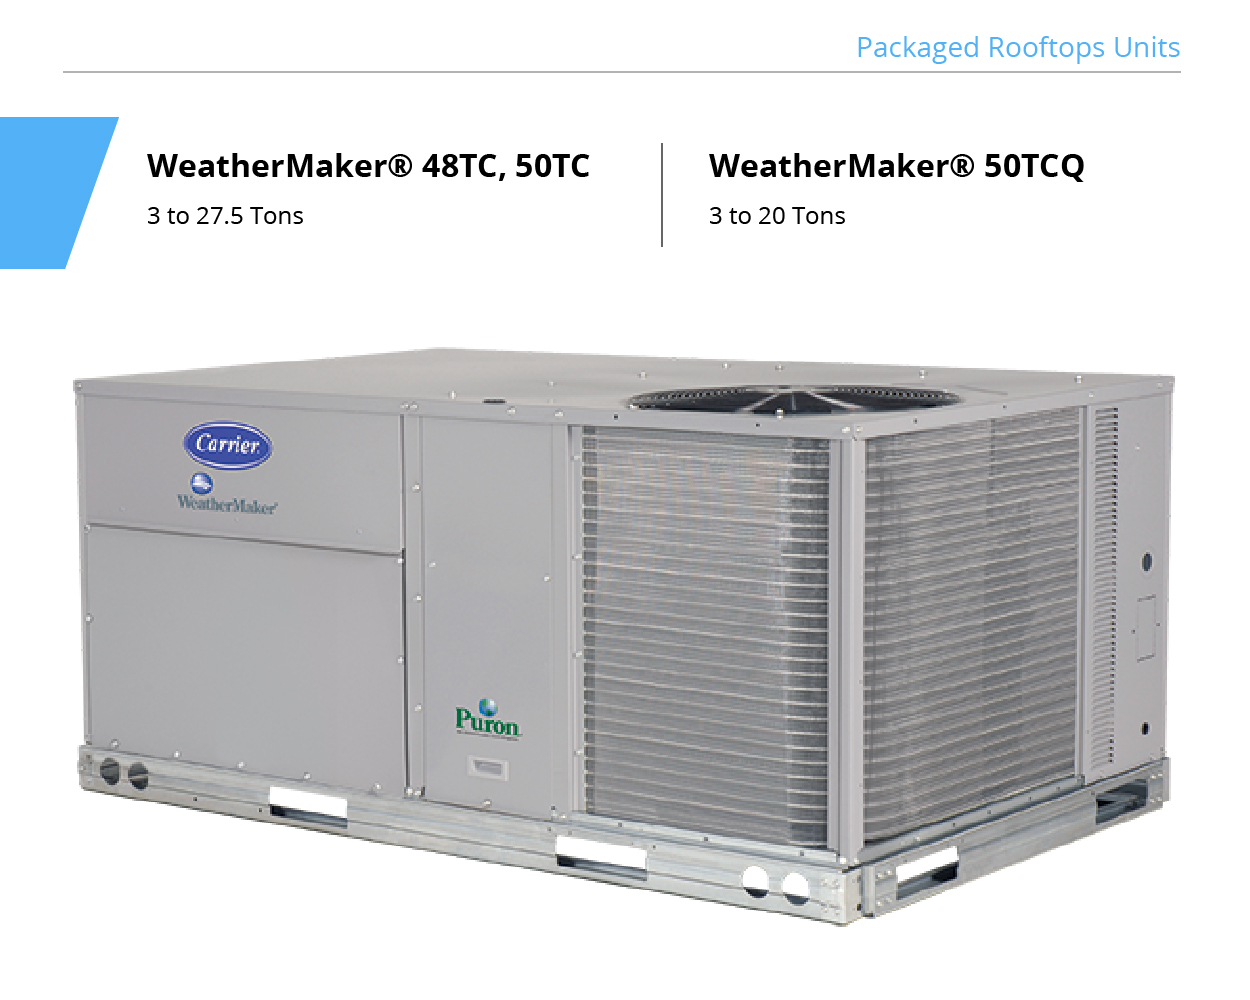 Packaged Rooftops Units
WeatherMaker® 48TC, 50TC
3 to 27.5 Tons
WeatherMaker® 50TCQ
3 to 20 Tons
Carrier
WeatherMaker®
Puron